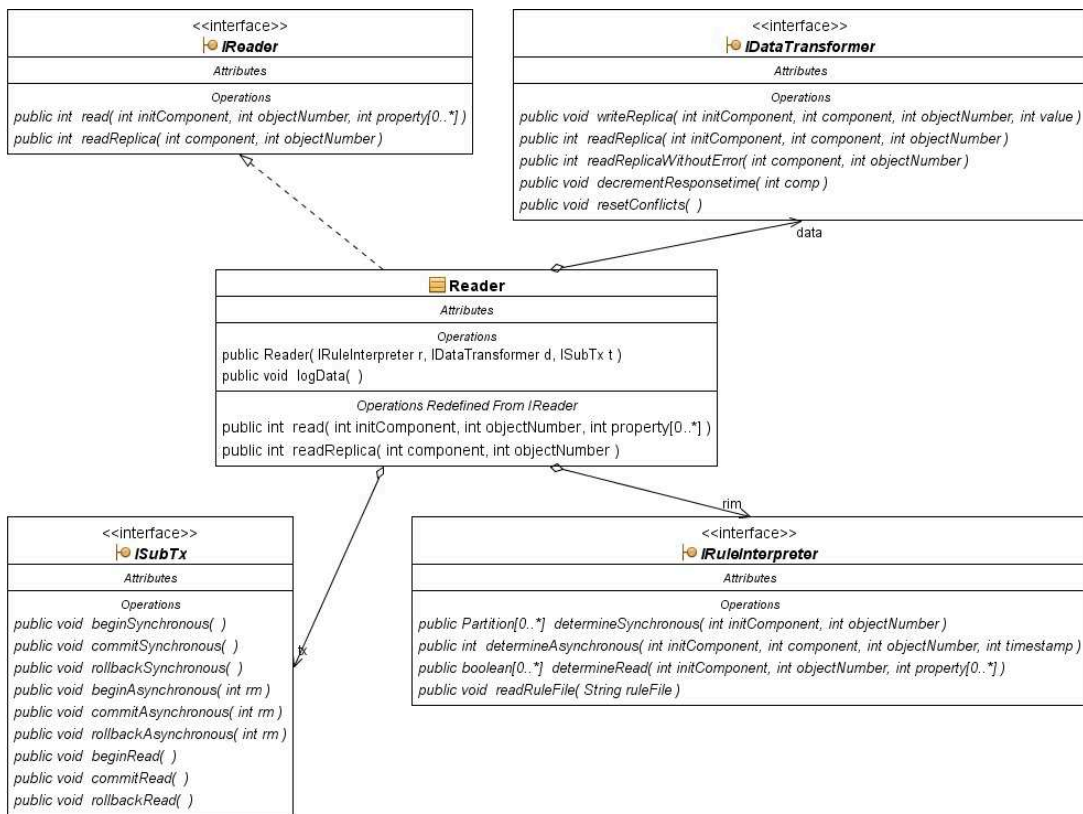 <<interface>>
IReader
Attributes
Operations
public int read( int initComponent, int objectNumber, int property[0..*] )
public int readReplica( int component, int objectNumber )
<<interface>>
IDataTransformer
Attributes
Operations
public void writeReplica( int initComponent, int component, int objectNumber, int value )
public int readReplica( int initComponent, int component, int objectNumber )
public int readReplicaWithoutError( int component, int objectNumber )
public void decrementResponsetime( int comp )
public void resetConflicts( )
data
Reader
Attributes
Operations
public Reader( IRuleInterpreter r, IDataTransformer d, ISubTx t )
public void logData( )
Operations Redefined From IReader
public int read( int initComponent, int objectNumber, int property[0..*] )
public int readReplica( int component, int objectNumber )
rim
<<interface>>
ISubTx
Attributes
Operations
public void beginSynchronous( )
public void commitSynchronous( )
public void rollbackSynchronous( )
public void beginAsynchronous( int rm )
public void commitAsynchronous( int rm )
public void rollbackAsynchronous( int rm )
public void beginRead( )
public void commitRead( )
public void rollbackRead( )
tx
<<interface>>
IRuleInterpreter
Attributes
Operations
public Partition[0..*] determineSynchronous( int initComponent, int objectNumber )
public int determineAsynchronous( int initComponent, int component, int objectNumber, int timestamp )
public boolean[0..*] determineRead( int initComponent, int objectNumber, int property[0..*] )
public void readRuleFile( String ruleFile )